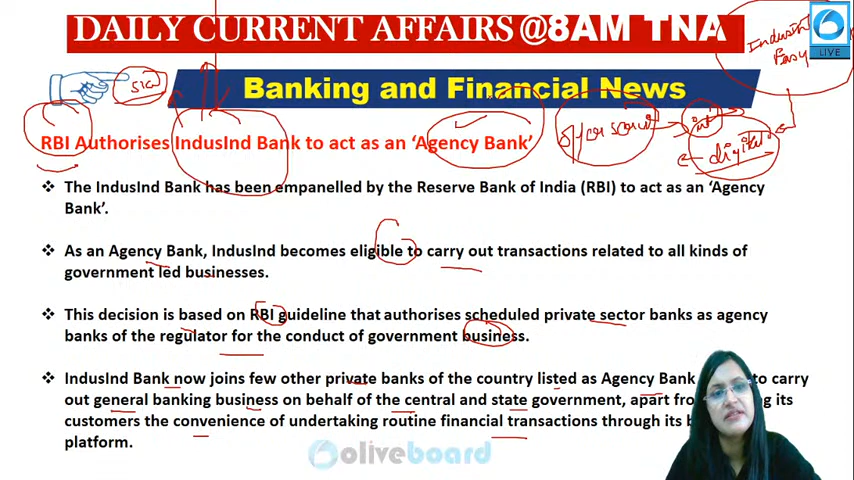 DAILY CURRENT AFFAIRS @8AM TNA
LIVE
Banking and Financial News
RBI Authorises IndusInd Bank to act as an ‘Agency Bank’
digital
❖ The IndusInd Bank has been empanelled by the Reserve Bank of India (RBI) to act as an ‘Agency
Bank’.
❖ As an Agency Bank, IndusInd becomes eligible to carry out transactions related to all kinds of
government led businesses.
❖ This decision is based on RBI guideline that authorises scheduled private sector banks as agency
banks of the regulator for the conduct of government business.
❖ IndusInd Bank now joins few other private banks of the country listed as Agency Bank to carry
out general banking business on behalf of the central and state government, apart its
customers the convenience of undertaking routine financial transactions through its
platform.
oliveboard